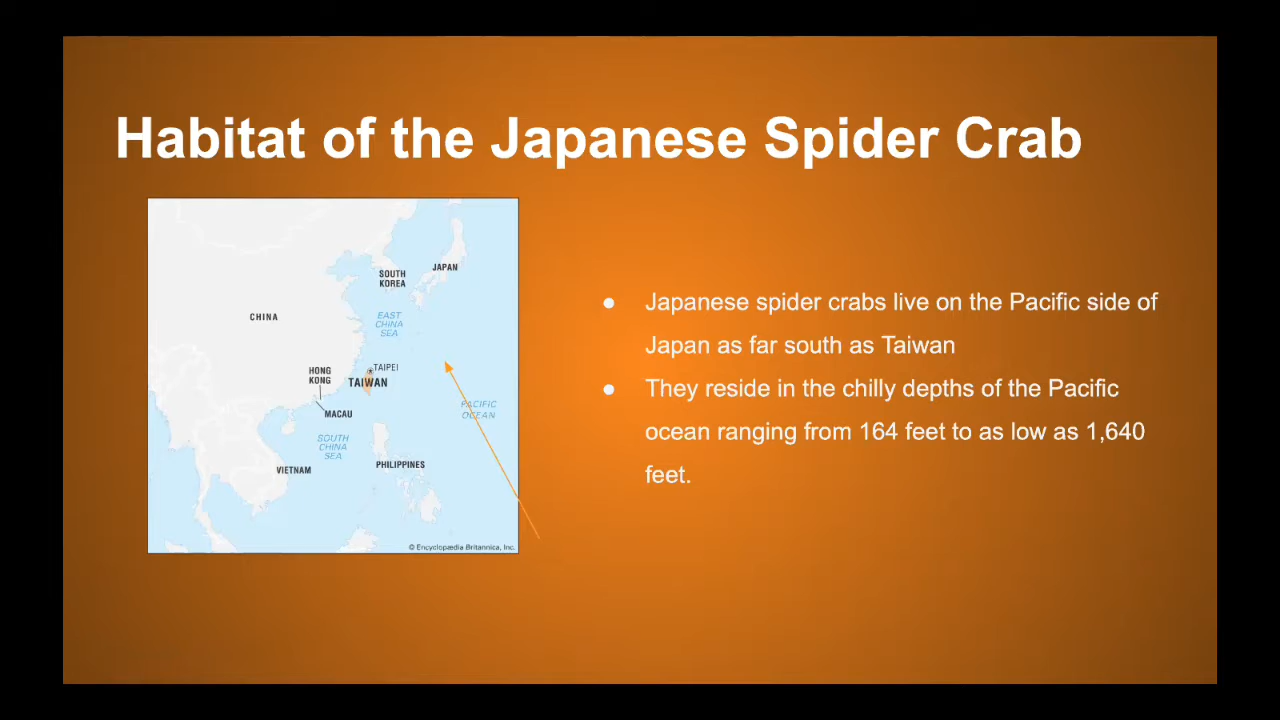 Habitat of the Japanese Spider Crab
SOUTH
KOREA
JAPAN
CHINA
EAST
CHINA
SEA
HONG
KONG
TAIPEI
TAIWAN
MACAU
PACIFIC
OCEAN
SOUTH
CHINA
SEA
VIETNAM
PHILIPPINES
© Encyclopædia Britannica, Inc.
● Japanese spider crabs live on the Pacific side of
Japan as far south as Taiwan
● They reside in the chilly depths of the Pacific
ocean ranging from 164 feet to as low as 1,640
feet.